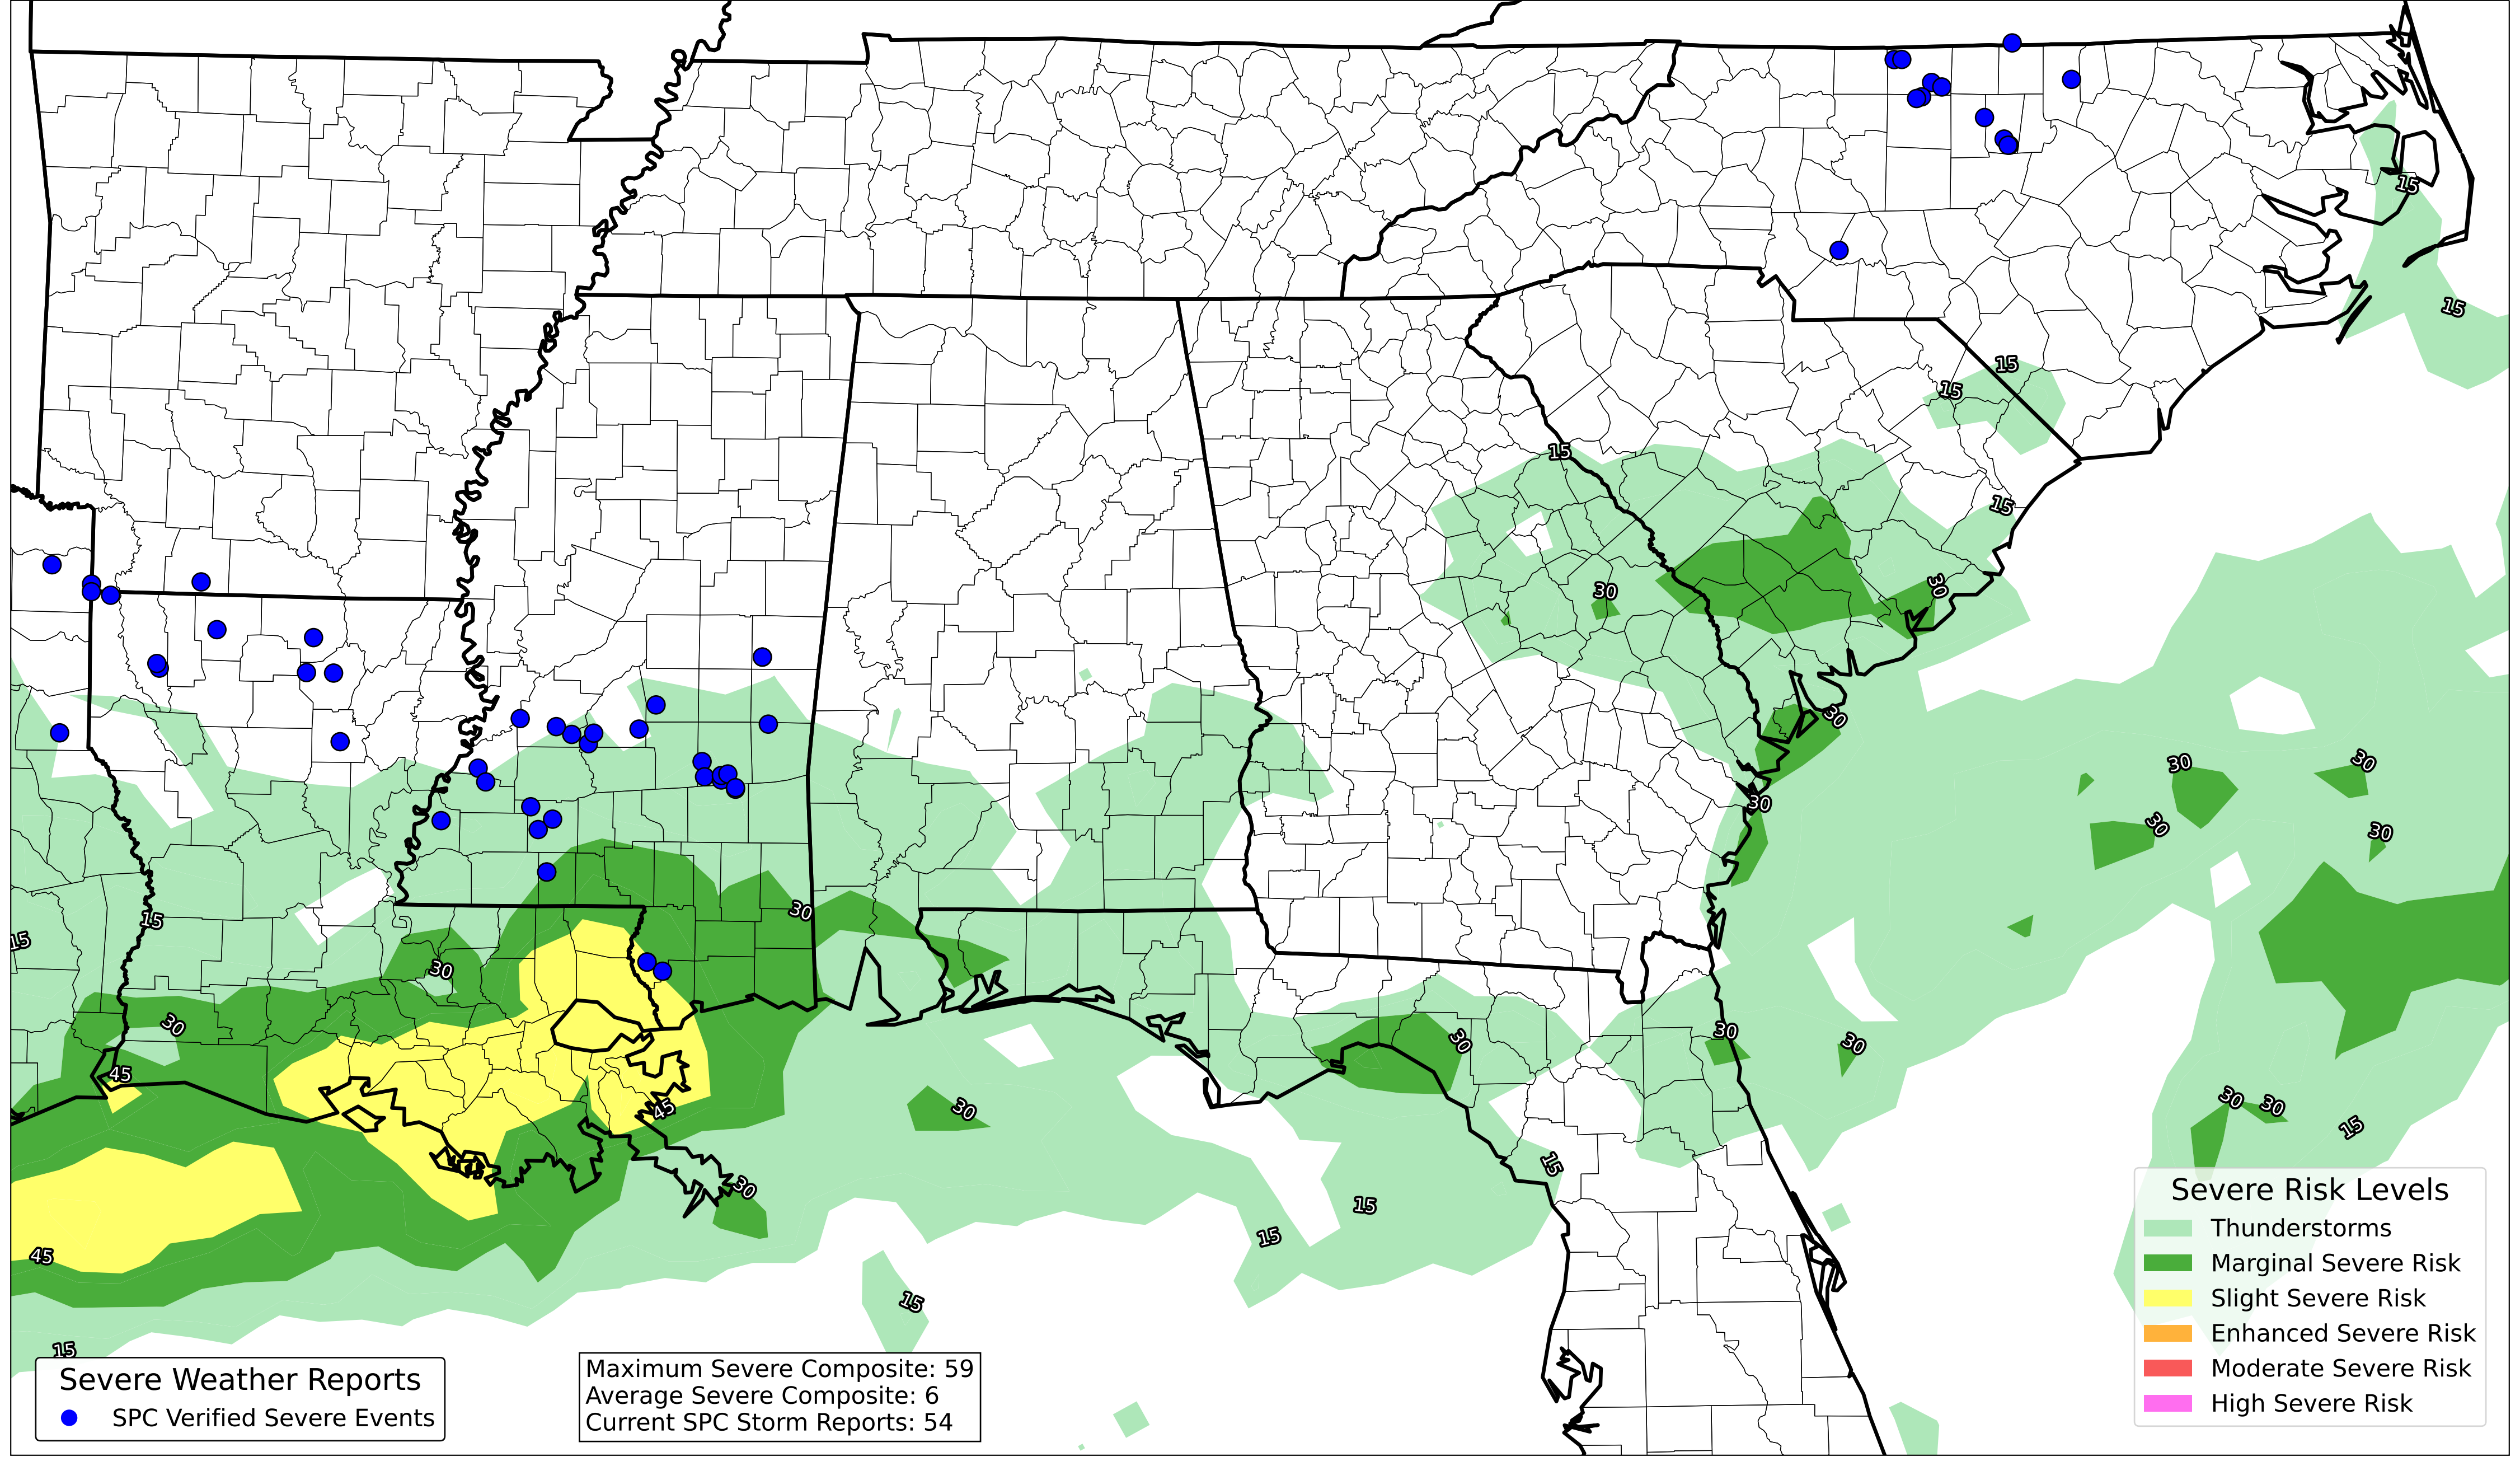 15
15
15
15
15
15
30
30
30
30
30
30
30
15
30
15
30
30
30
30
30
45
30
45
30
30
15
15
30
15
15
45
15
15
Severe Risk Levels
Thunderstorms
Marginal Severe Risk
Slight Severe Risk
Enhanced Severe Risk
Moderate Severe Risk
High Severe Risk
Severe Weather Reports
SPC Verified Severe Events
Maximum Severe Composite: 59
Average Severe Composite: 6
Current SPC Storm Reports: 54